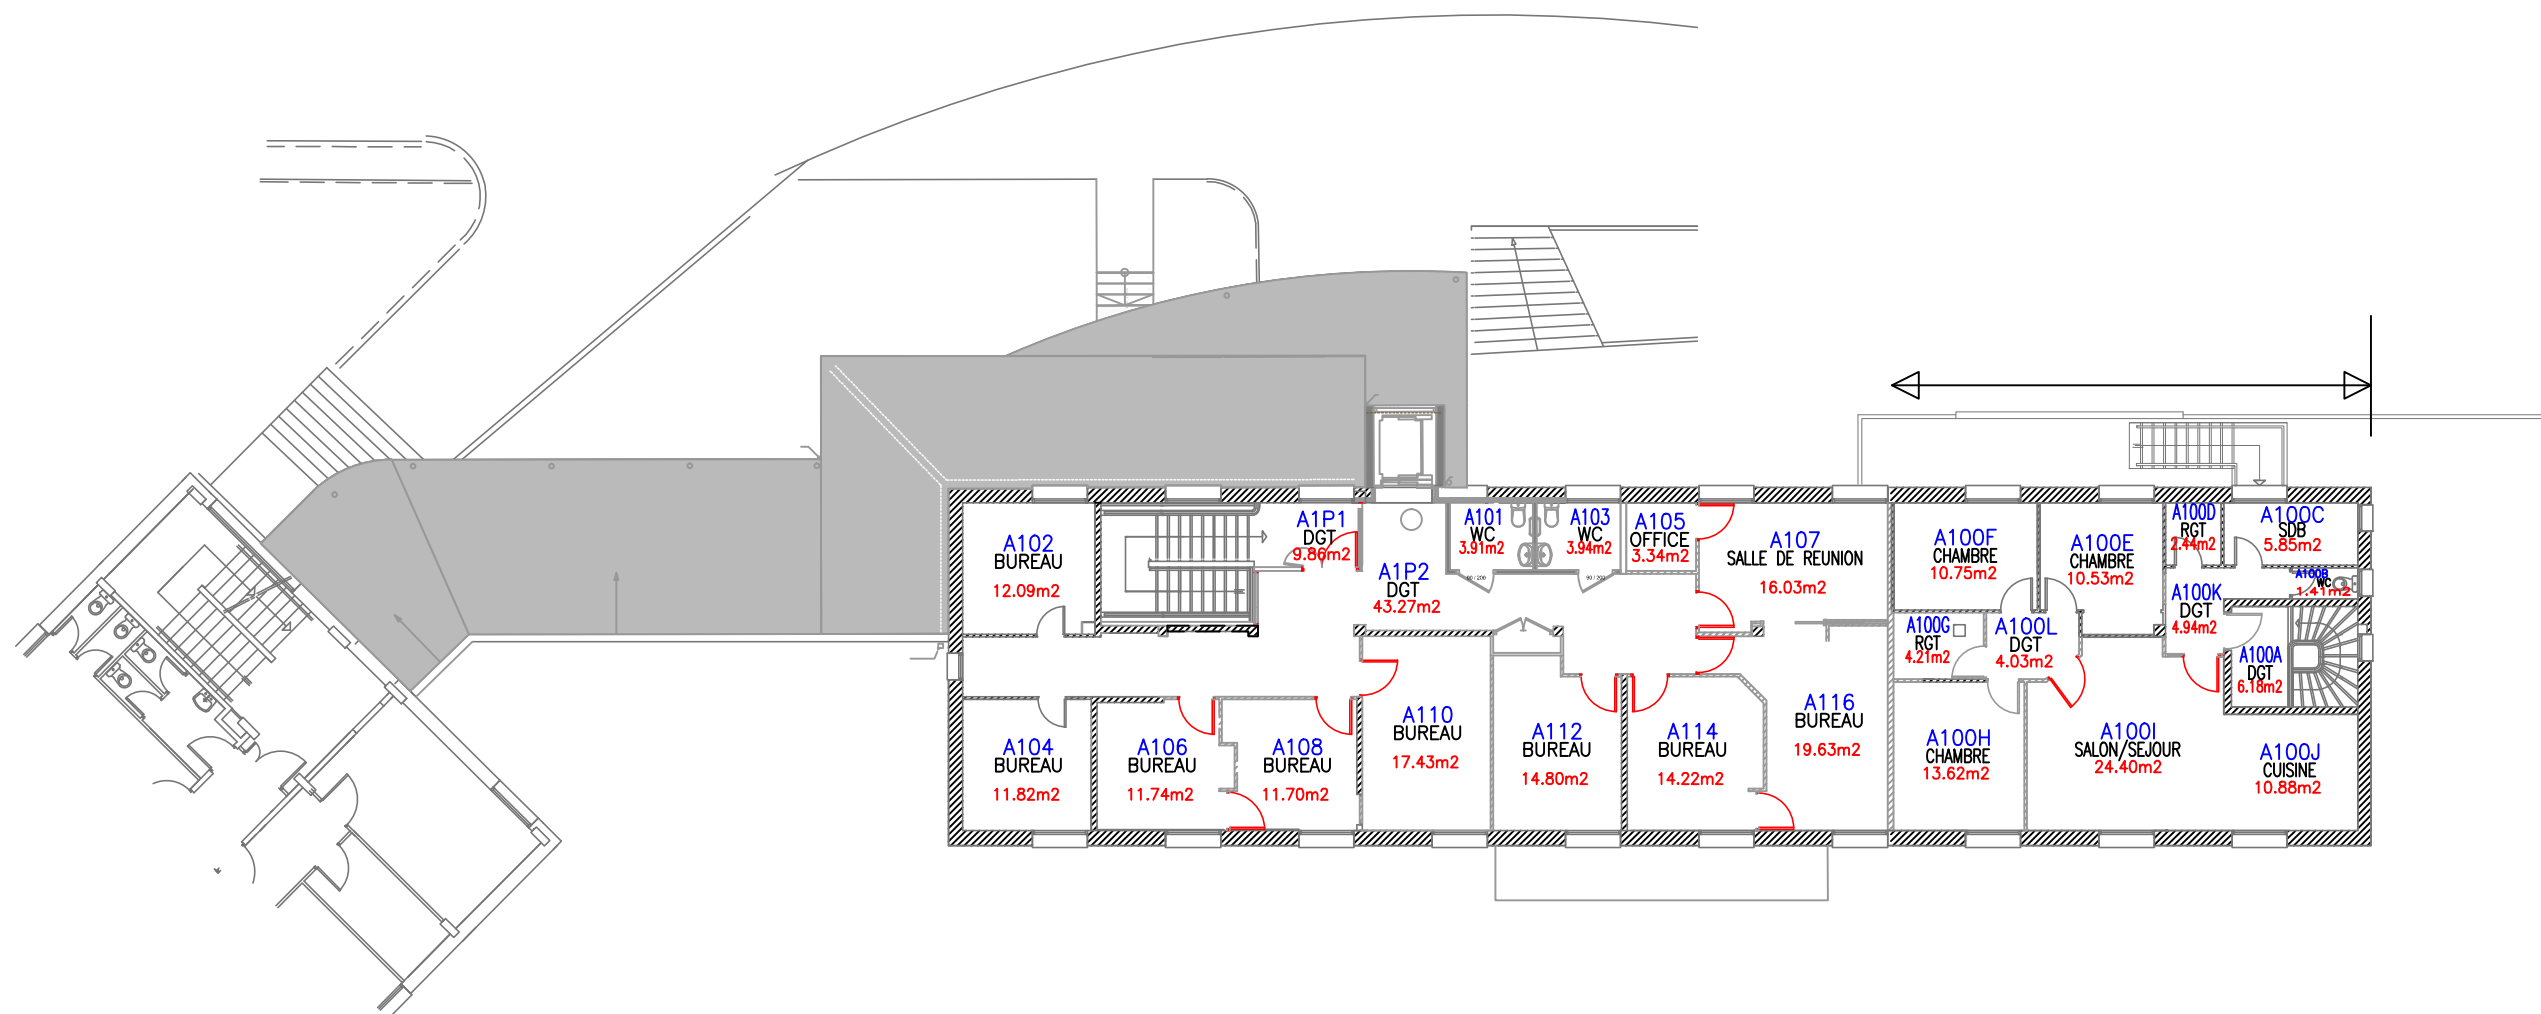 A102
BUREAU
12.09m2
A1P1
DGT
9.86m2
A1P2
DGT
43.27m2
A101
WC
3.91m2
90 / 200
A103
WC
3.94m2
90 / 200
A105
OFFICE
3.34m2
A107
SALLE DE REUNION
16.03m2
A100F
CHAMBRE
10.75m2
A100E
CHAMBRE
10.53m2
A100D
RGT
2.44m2
A100C
SDB
5.85m2
A100B
WC
1.41m2
A100K
DGT
4.94m2
A100G
RGT
4.21m2
A100L
DGT
4.03m2
A100A
DGT
6.18m2
A104
BUREAU
11.82m2
A106
BUREAU
11.74m2
A108
BUREAU
11.70m2
A110
BUREAU
17.43m2
A112
BUREAU
14.80m2
A114
BUREAU
14.22m2
A116
BUREAU
19.63m2
A100H
CHAMBRE
13.62m2
A100I
SALON/SEJOUR
24.40m2
A100J
CUISINE
10.88m2